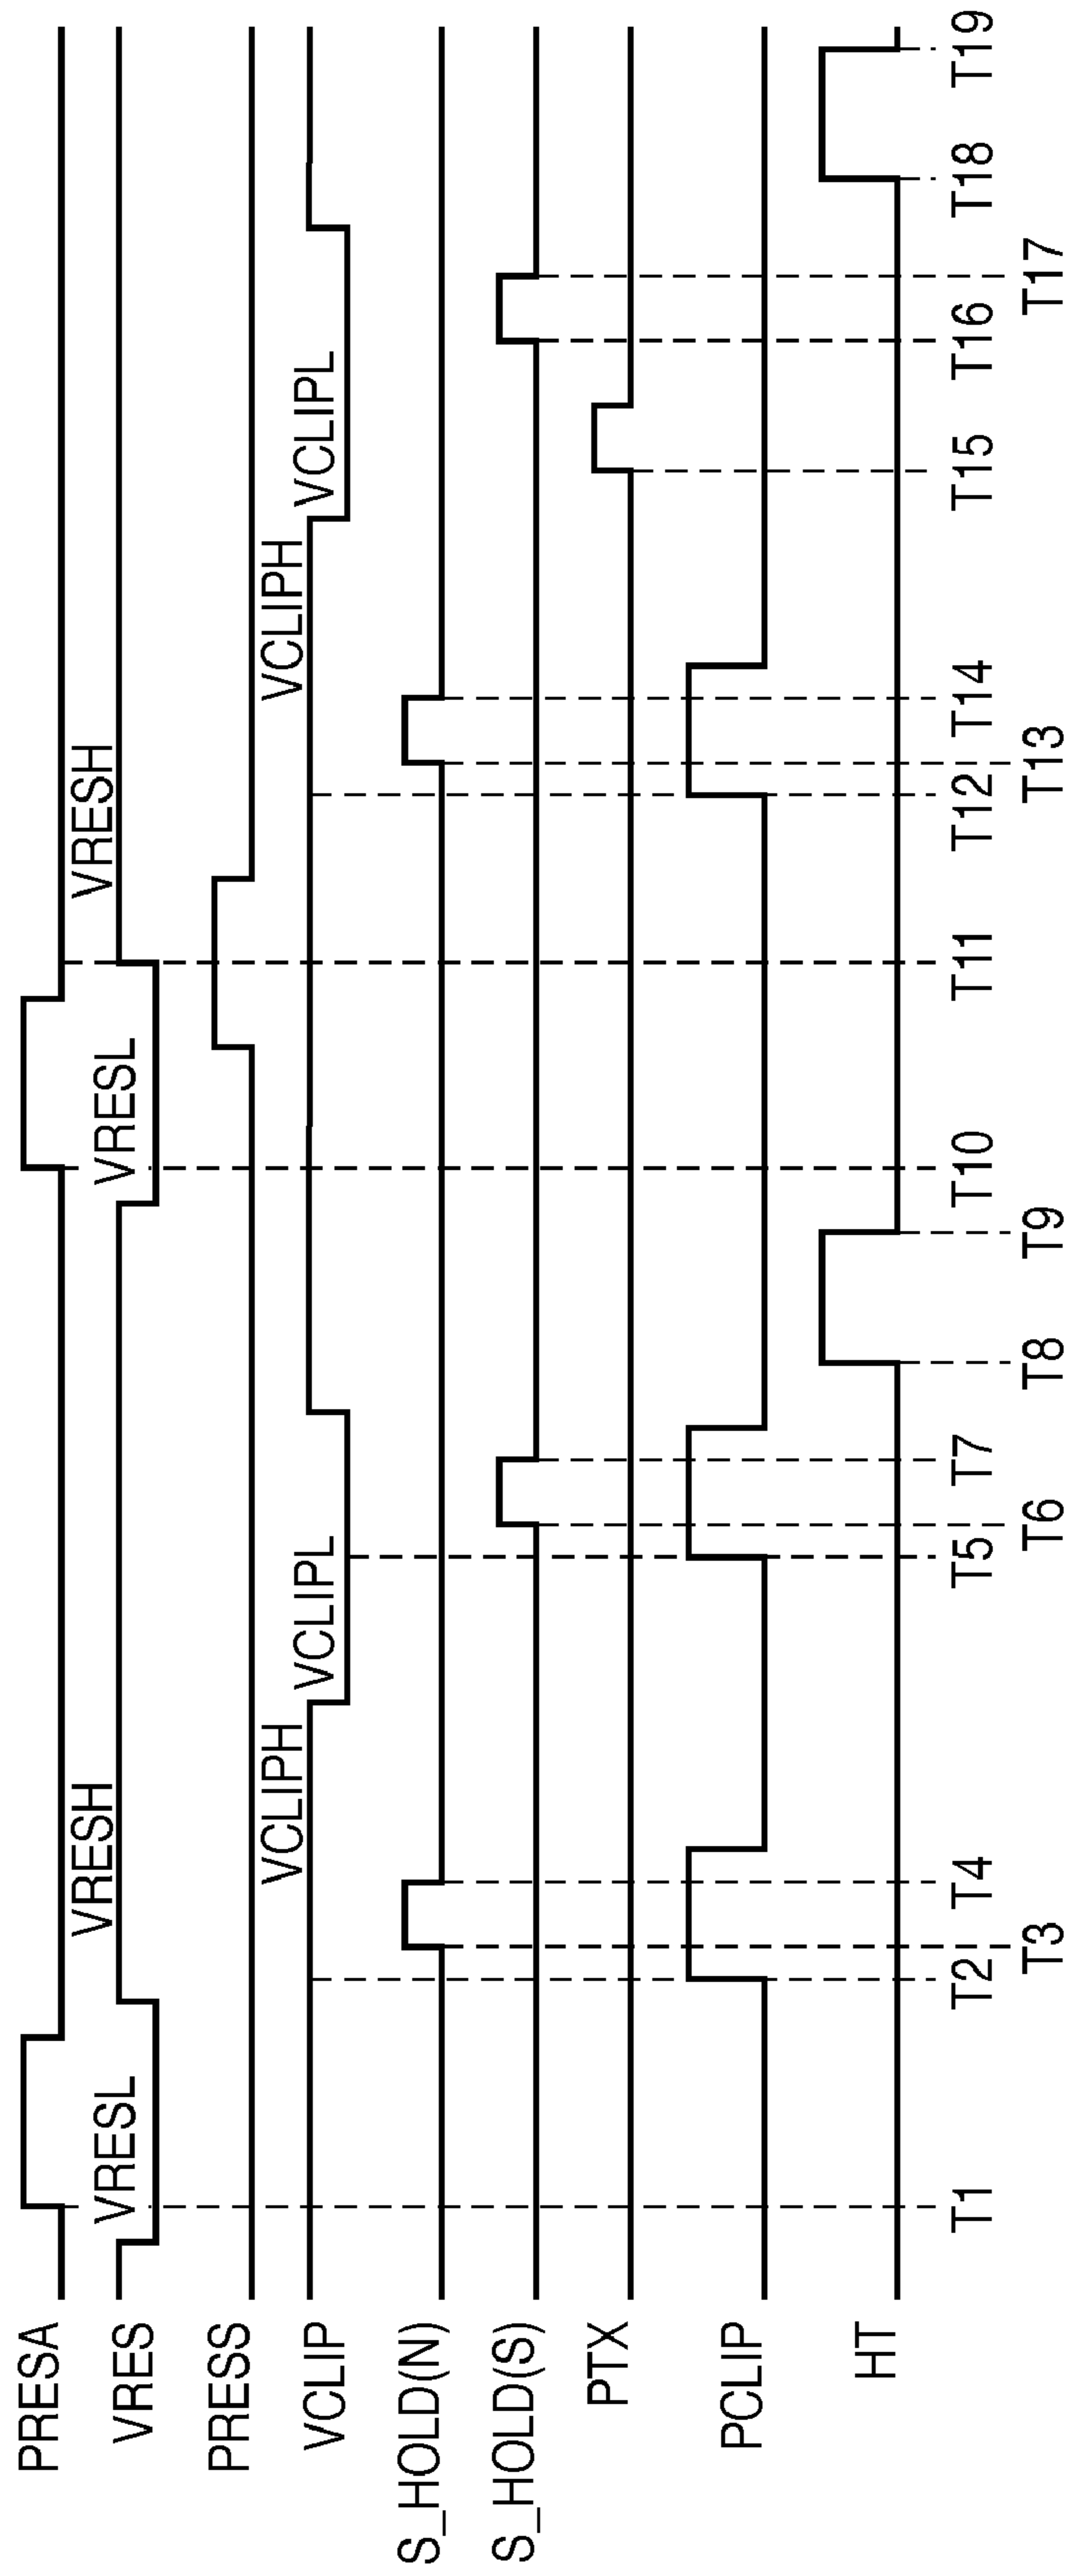 PRESA
VRESL
VRESH
VRESL
VRESH
VRES
PRESS
VCLIP
VCLIPH
VCLIPL
VCLIPH
VCLIPL
S_HOLD(N)
S_HOLD(S)
PTX
PCLIP
HT
T1 T2 T4 T5 T7 T10 T11 T12 T14 T15 T16 T18 T19
T3 T6 T8 T9 T13 T17